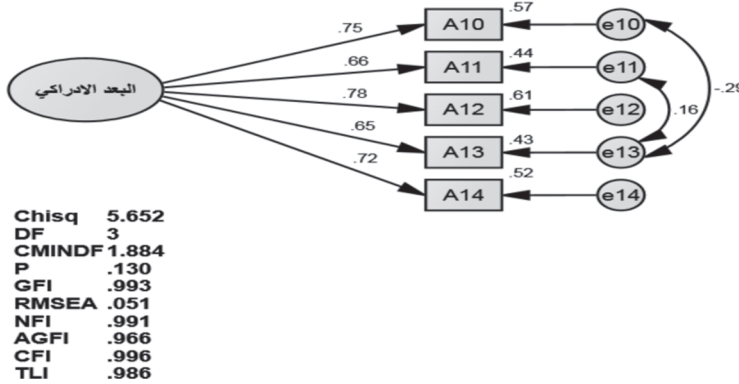 .57
.75
A10
e10
.44
.66
A11
e11
-.29
البعد الادراكي
.61
.78
A12
e12
.16
.43
.65
A13
e13
.52
.72
A14
e14
Chisq 5.652
DF 3
CMINDF 1.884
P .130
GFI .993
RMSEA .051
NFI .991
AGFI .966
CFI .996
TLI .986